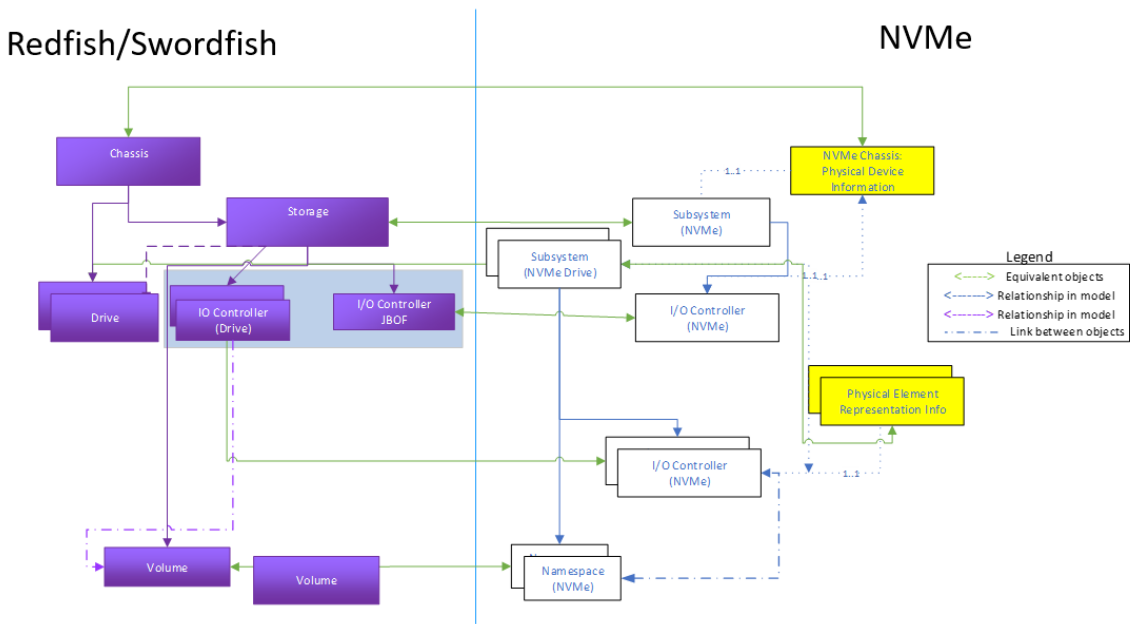 Redfish/Swordfish
NVMe
Chassis
NVMe Chassis:
Physical Device
Information
1..1
Storage
Subsystem
(NVMe)
Subsystem
(NVMe Drive)
1..1
1..1
Legend
Equivalent objects
Relationship in model
Relationship in model
Link between objects
Drive
IO Controller
(Drive)
I/O Controller
JBOF
I/O Controller
(NVMe)
Physical Element
Representation Info
I/O Controller
(NVMe)
1..1
Volume
Volume
Namespace
(NVMe)